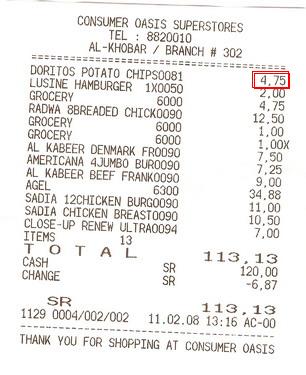 CONSUMER OASIS SUPERSTORES
TEL : 8820010
AL-KHOBAR / BRANCH # 302
DORITOS POTATO CHIPS0081 4,75
LUSINE HAMBURGER 1X0050 2,00
GROCERY 6000 4,75
RADWA 8BREADED CHICK0090 12,50
GROCERY 6000 1,00
GROCERY 6000 1,00X
AL KABEER DENMARK FR0090 7,50
AMERICANA 4JUMBO BUR0090 7,25
AL KABEER BEEF FRANK0090 9,00
AGEL 6300 34,88
SADIA 12CHICKEN BURG0090 11,00
SADIA CHICKEN BREAST0090 10,50
CLOSE-UP RENEW ULTRA0094 7,00
ITEMS 13
TOTAL 113,13
CASH SR 120,00
CHANGE SR -6,87
SR 113,13
1129 0004/002/002 11.02.08 13:16 AC-00
THANK YOU FOR SHOPPING AT CONSUMER OASIS